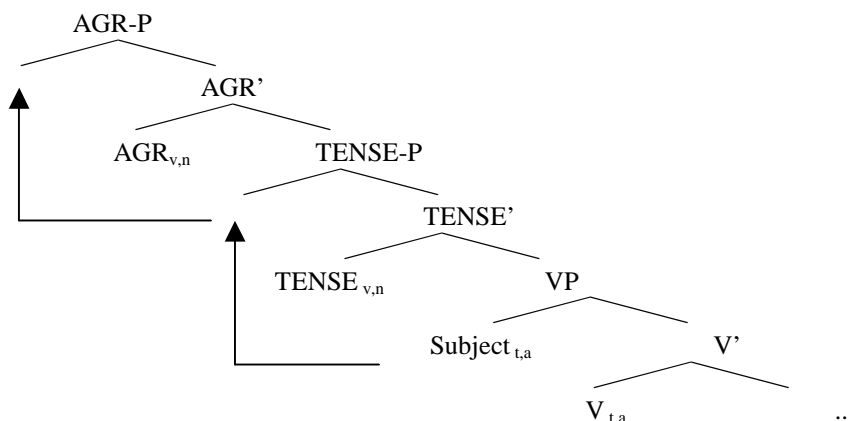 AGR-P
AGR’
AGRv,n
TENSE-P
TENSE’
TENSE v,n
VP
Subject t,a
V’
V t,a
..